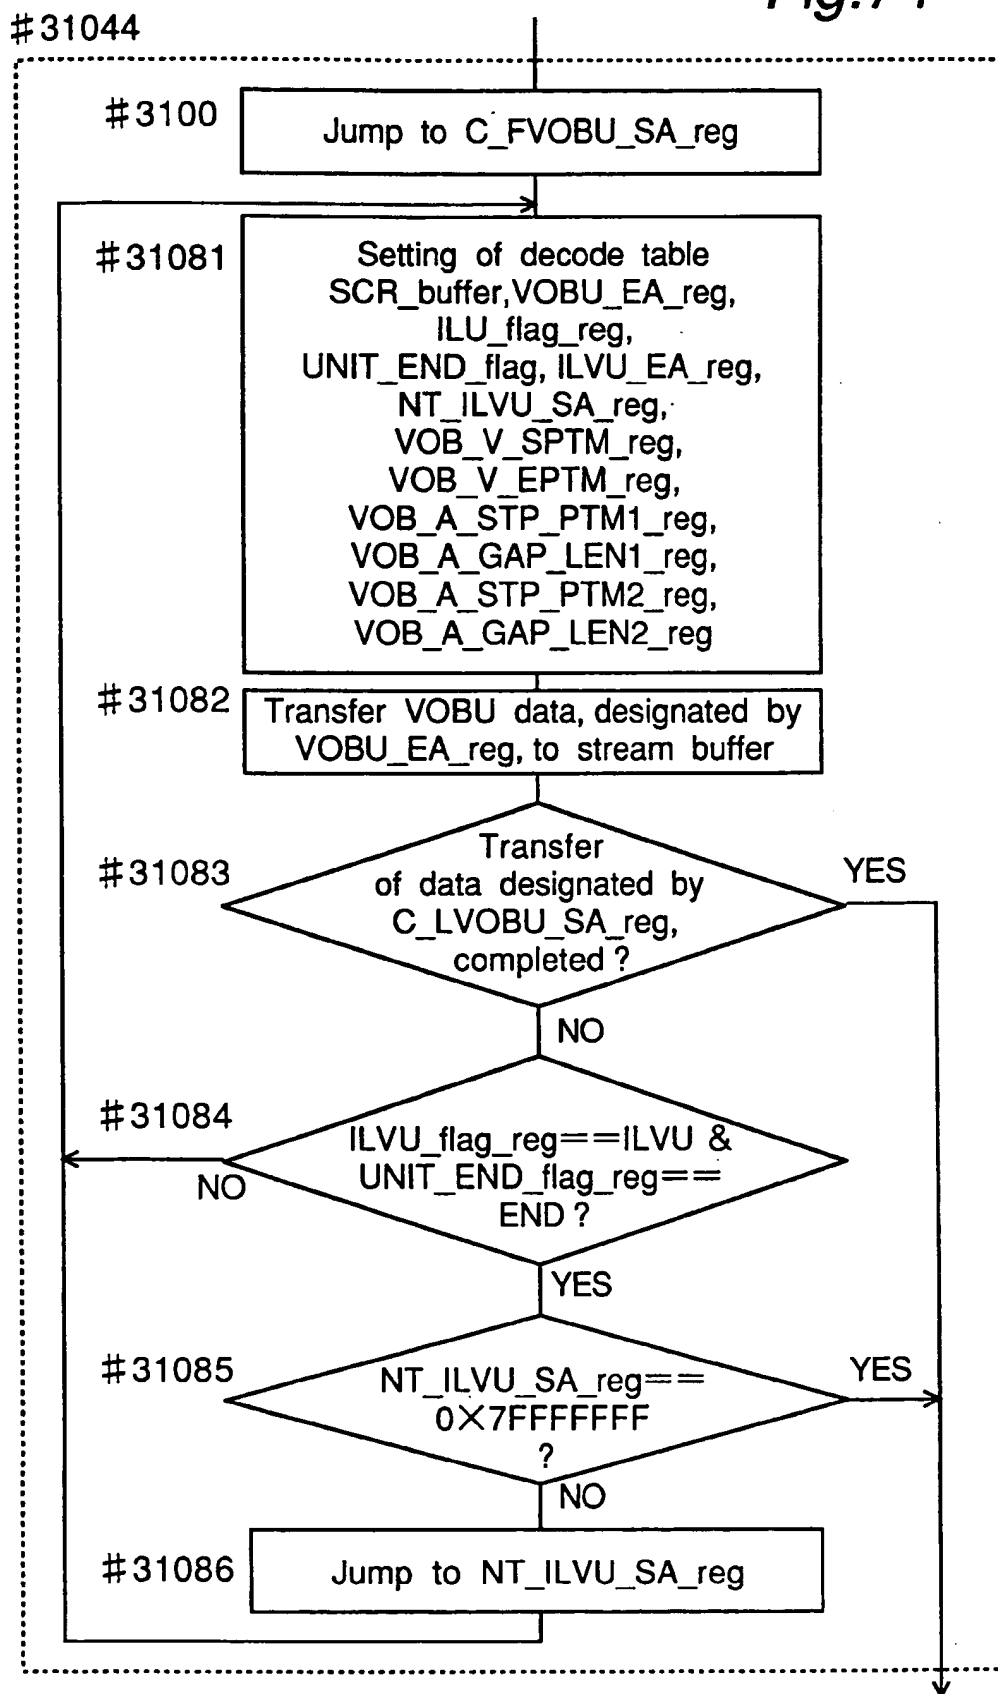 #31044
#3100
Jump to C_FVOBU_SA_reg
#31081
Setting of decode table
SCR_buffer,VOBU_EA_reg,
ILU_flag_reg,
UNIT_END_flag, ILVU_EA_reg,
NT_ILVU_SA_reg,
VOB_V_SPTM_reg,
VOB_V_EPTM_reg,
VOB_A_STP_PTM1_reg,
VOB_A_GAP_LEN1_reg,
VOB_A_STP_PTM2_reg,
VOB_A_GAP_LEN2_reg
#31082
Transfer VOBU data, designated by
VOBU_EA_reg, to stream buffer
#31083
Transfer
of data designated by
C_LVOBU_SA_reg,
completed ?
YES
NO
#31084
ILVU_flag_reg==ILVU &
UNIT_END_flag_reg==
END ?
NO
YES
#31085
NT_ILVU_SA_reg==
0×7FFFFFFF
?
YES
NO
#31086
Jump to NT_ILVU_SA_reg